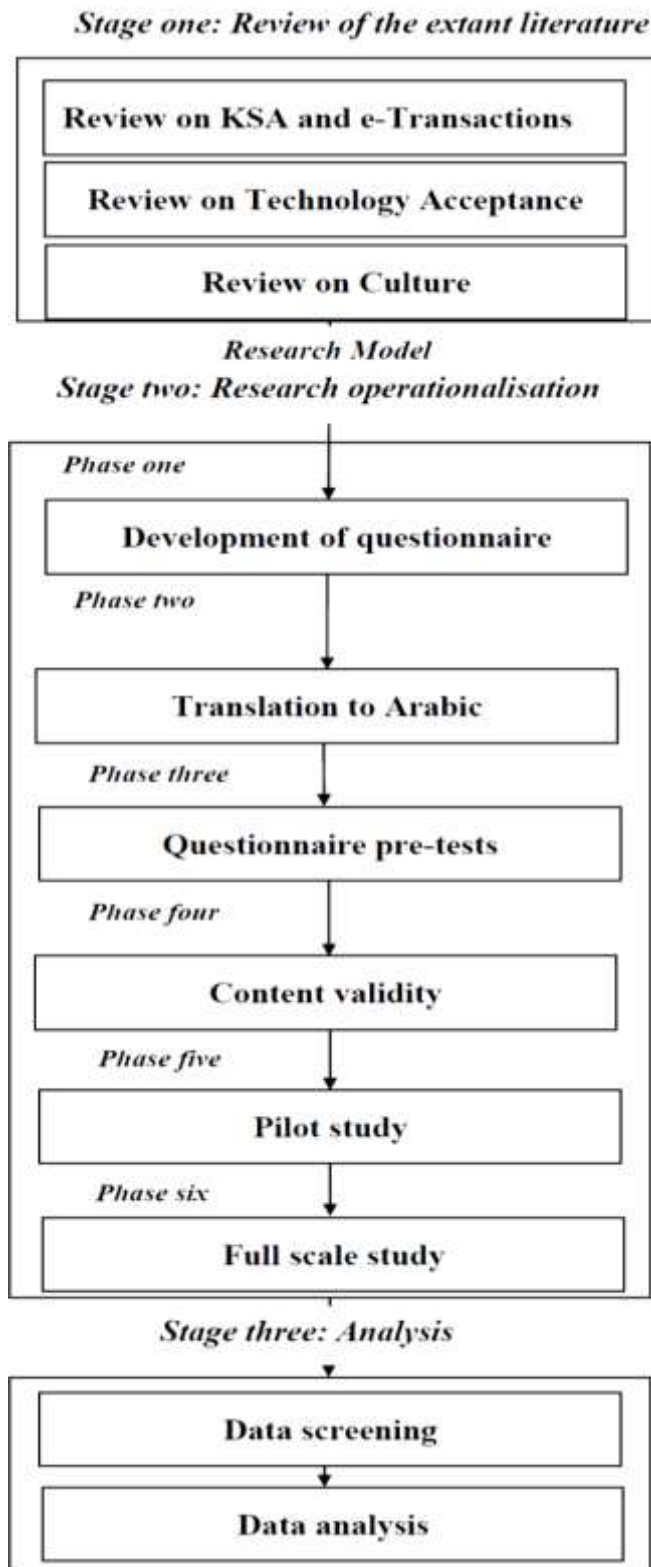 Stage one: Review of the extant literature
Review on KSA and e-Transactions
Review on Technology Acceptance
Review on Culture
Research Model
Stage two: Research operationalisation
Phase one
Development of questionnaire
Phase two
Translation to Arabic
Phase three
Questionnaire pre-tests
Phase four
Content validity
Phase five
Pilot study
Phase six
Full scale study
Stage three: Analysis
Data screening
Data analysis